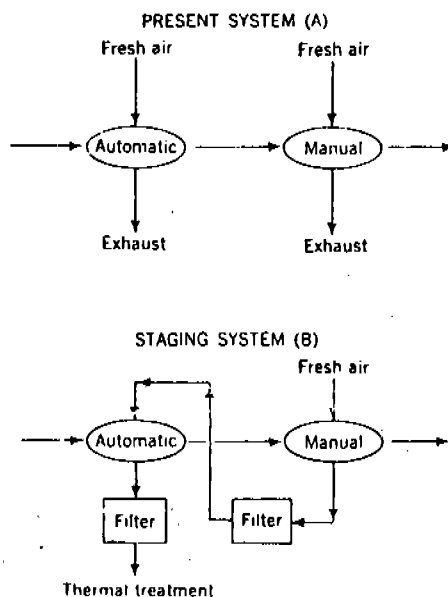 PRESENT SYSTEM (A)
Fresh air Fresh air
Automatic Manual
Exhaust Exhaust
STAGING SYSTEM (B)
Fresh air
Automatic Manual
Filter Filter
Thermal treatment